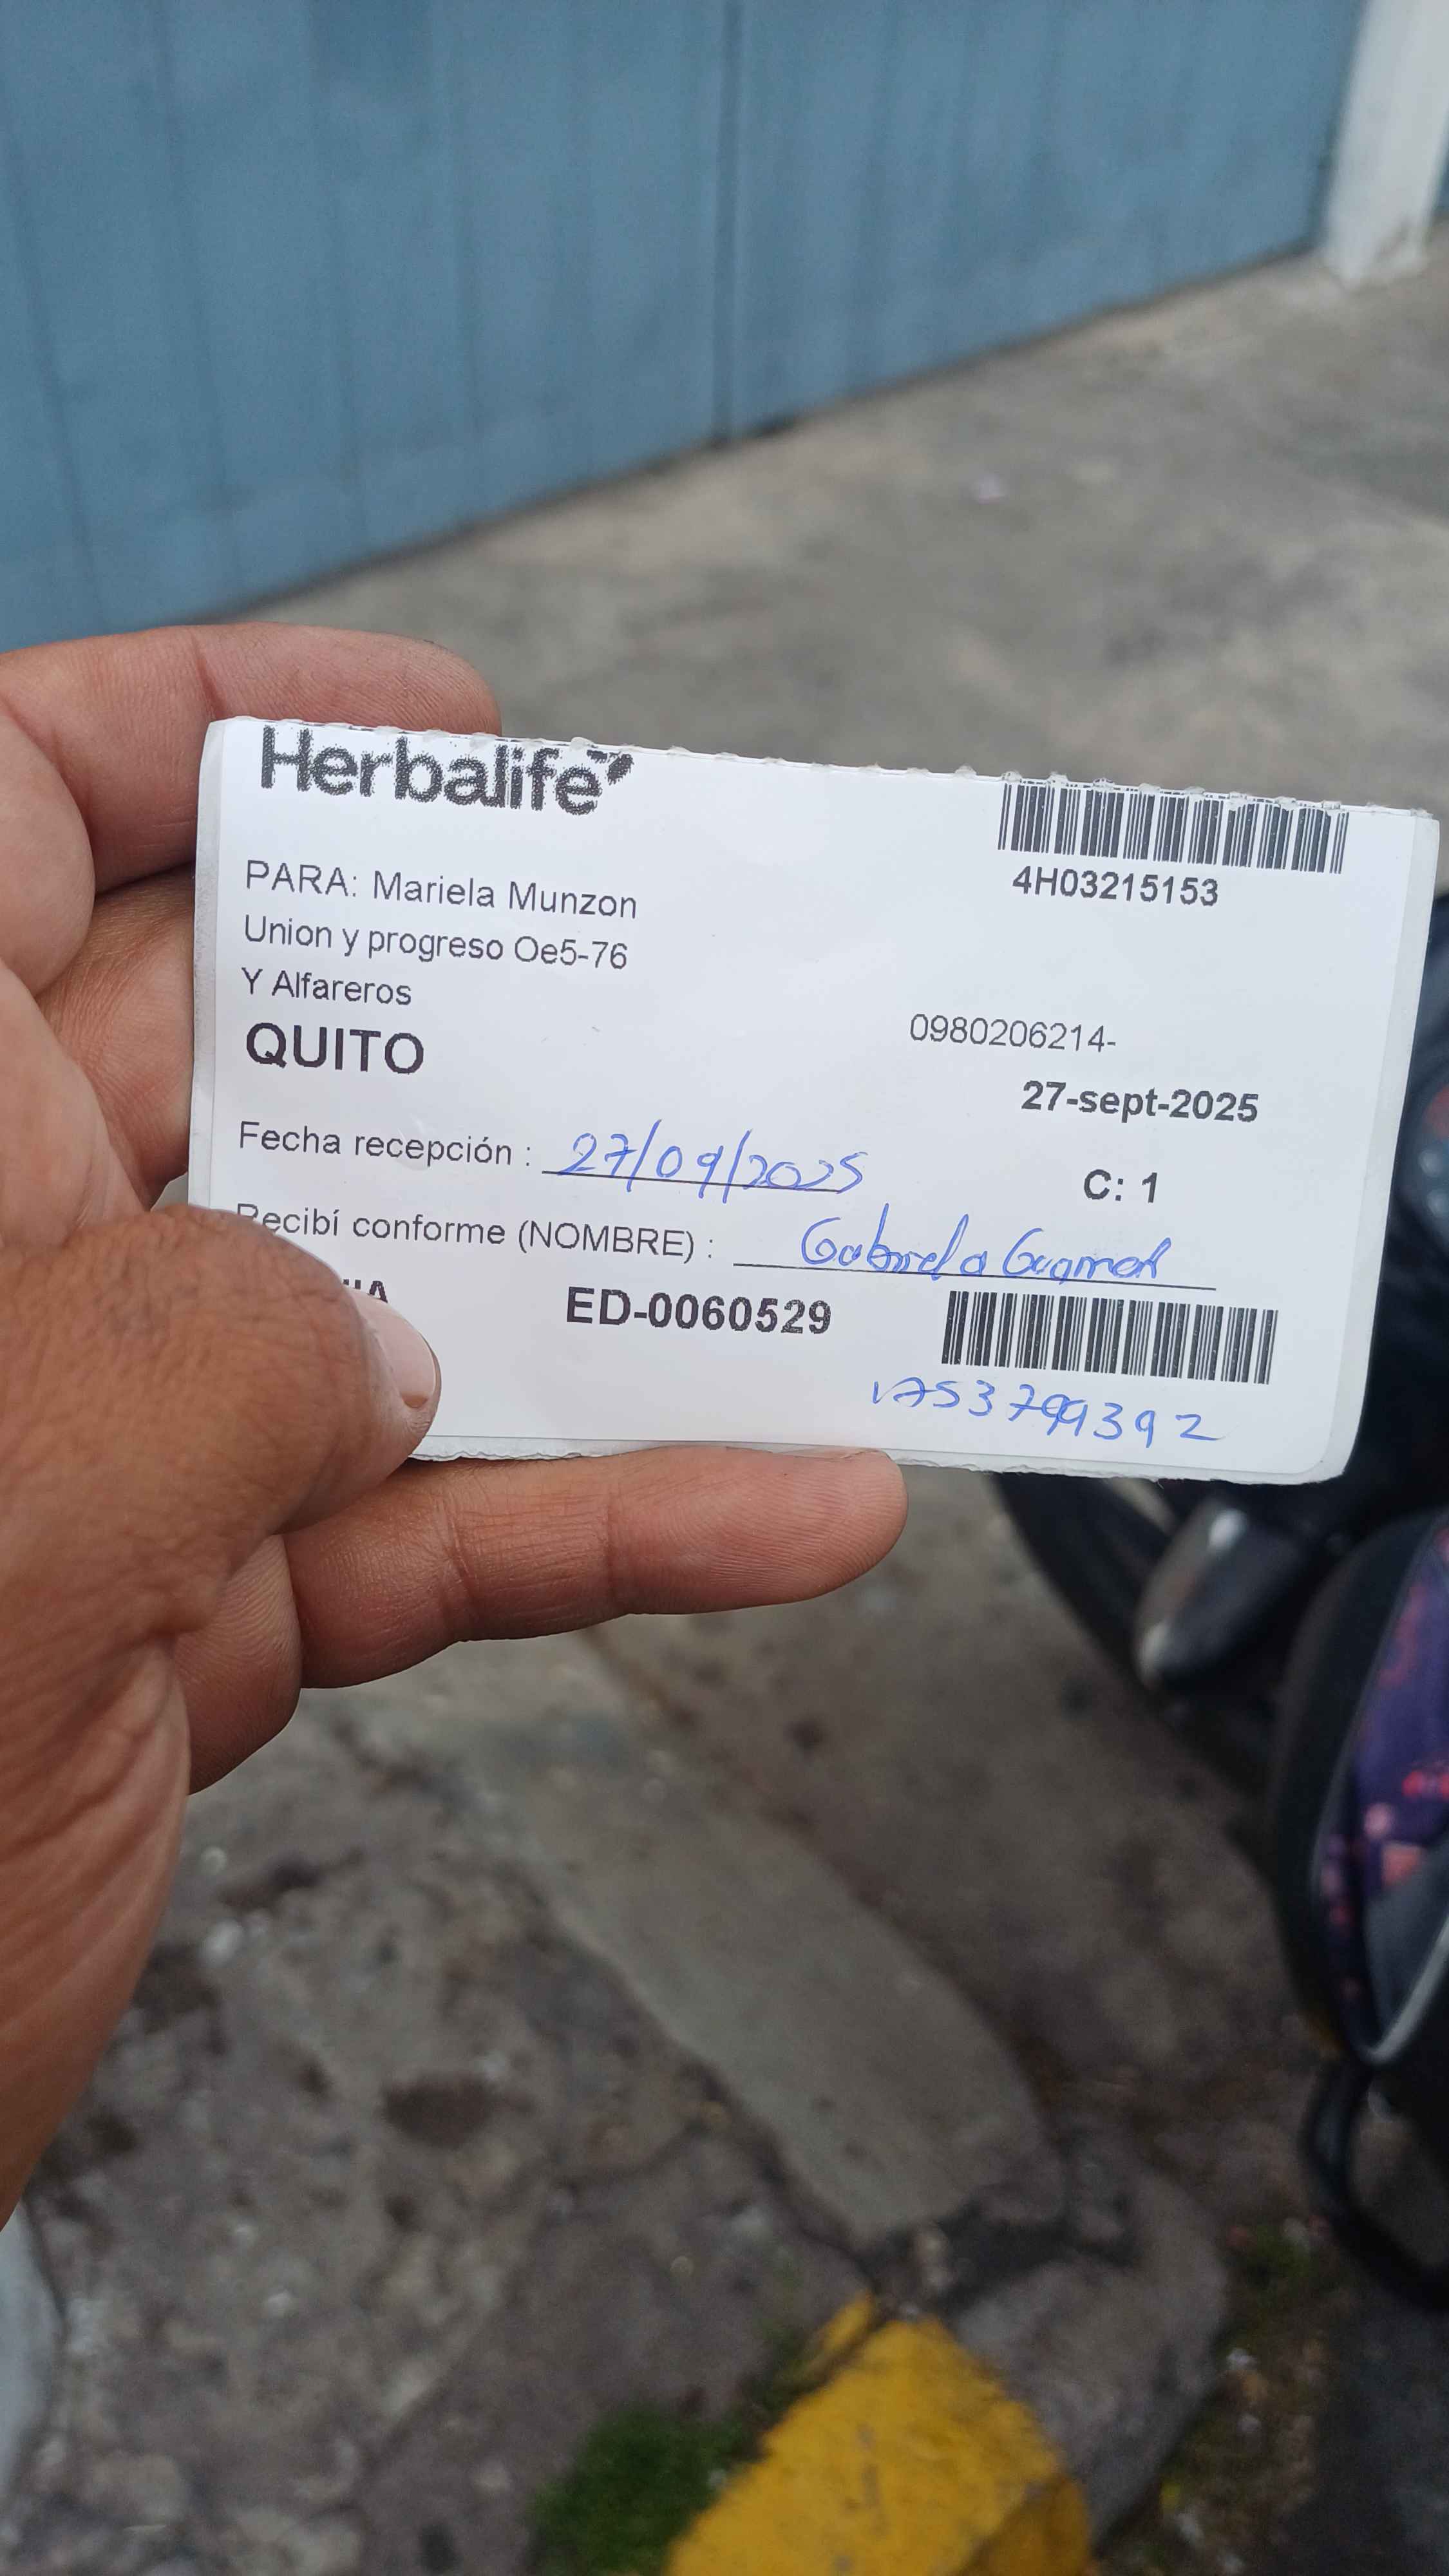 Herbalife
4H03215153
PARA: Mariela Munzon
Union y progreso Oe5-76
Y Alfareros
QUITO
0980206214-
27-sept-2025
Fecha recepción : 27/09/2025
C: 1
Recibí conforme (NOMBRE) : Gabriela
ED-0060529